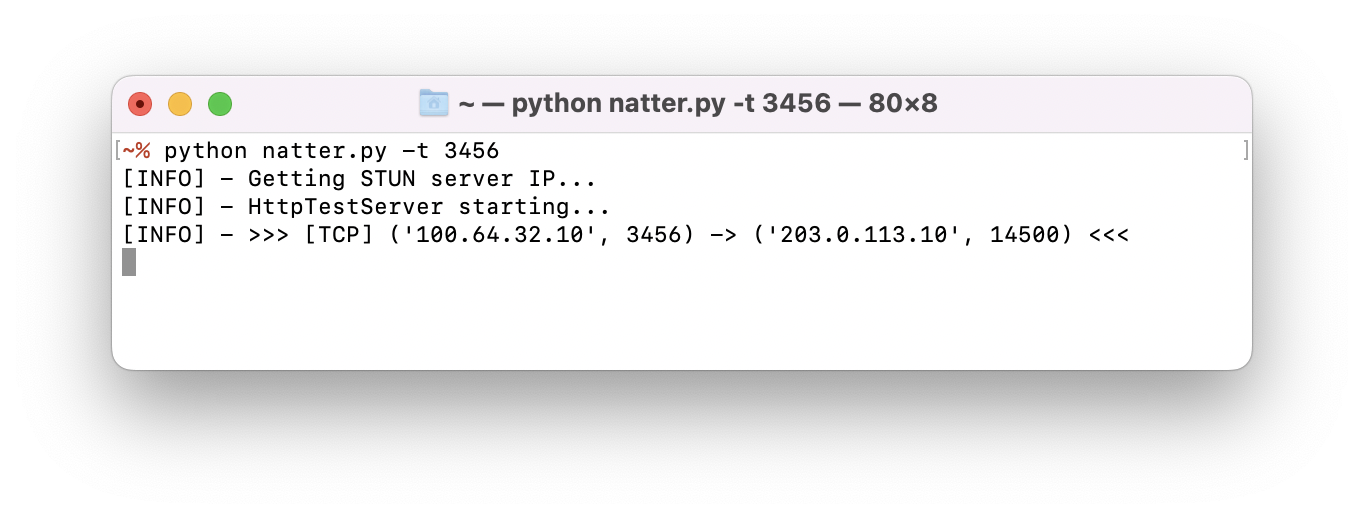 ~ — python natter.py -t 3456 — 80×8
[~% python natter.py -t 3456 ]
[INFO] - Getting STUN server IP...
[INFO] - HttpTestServer starting...
[INFO] - >>> [TCP] ('100.64.32.10', 3456) -> ('203.0.113.10', 14500) <<<